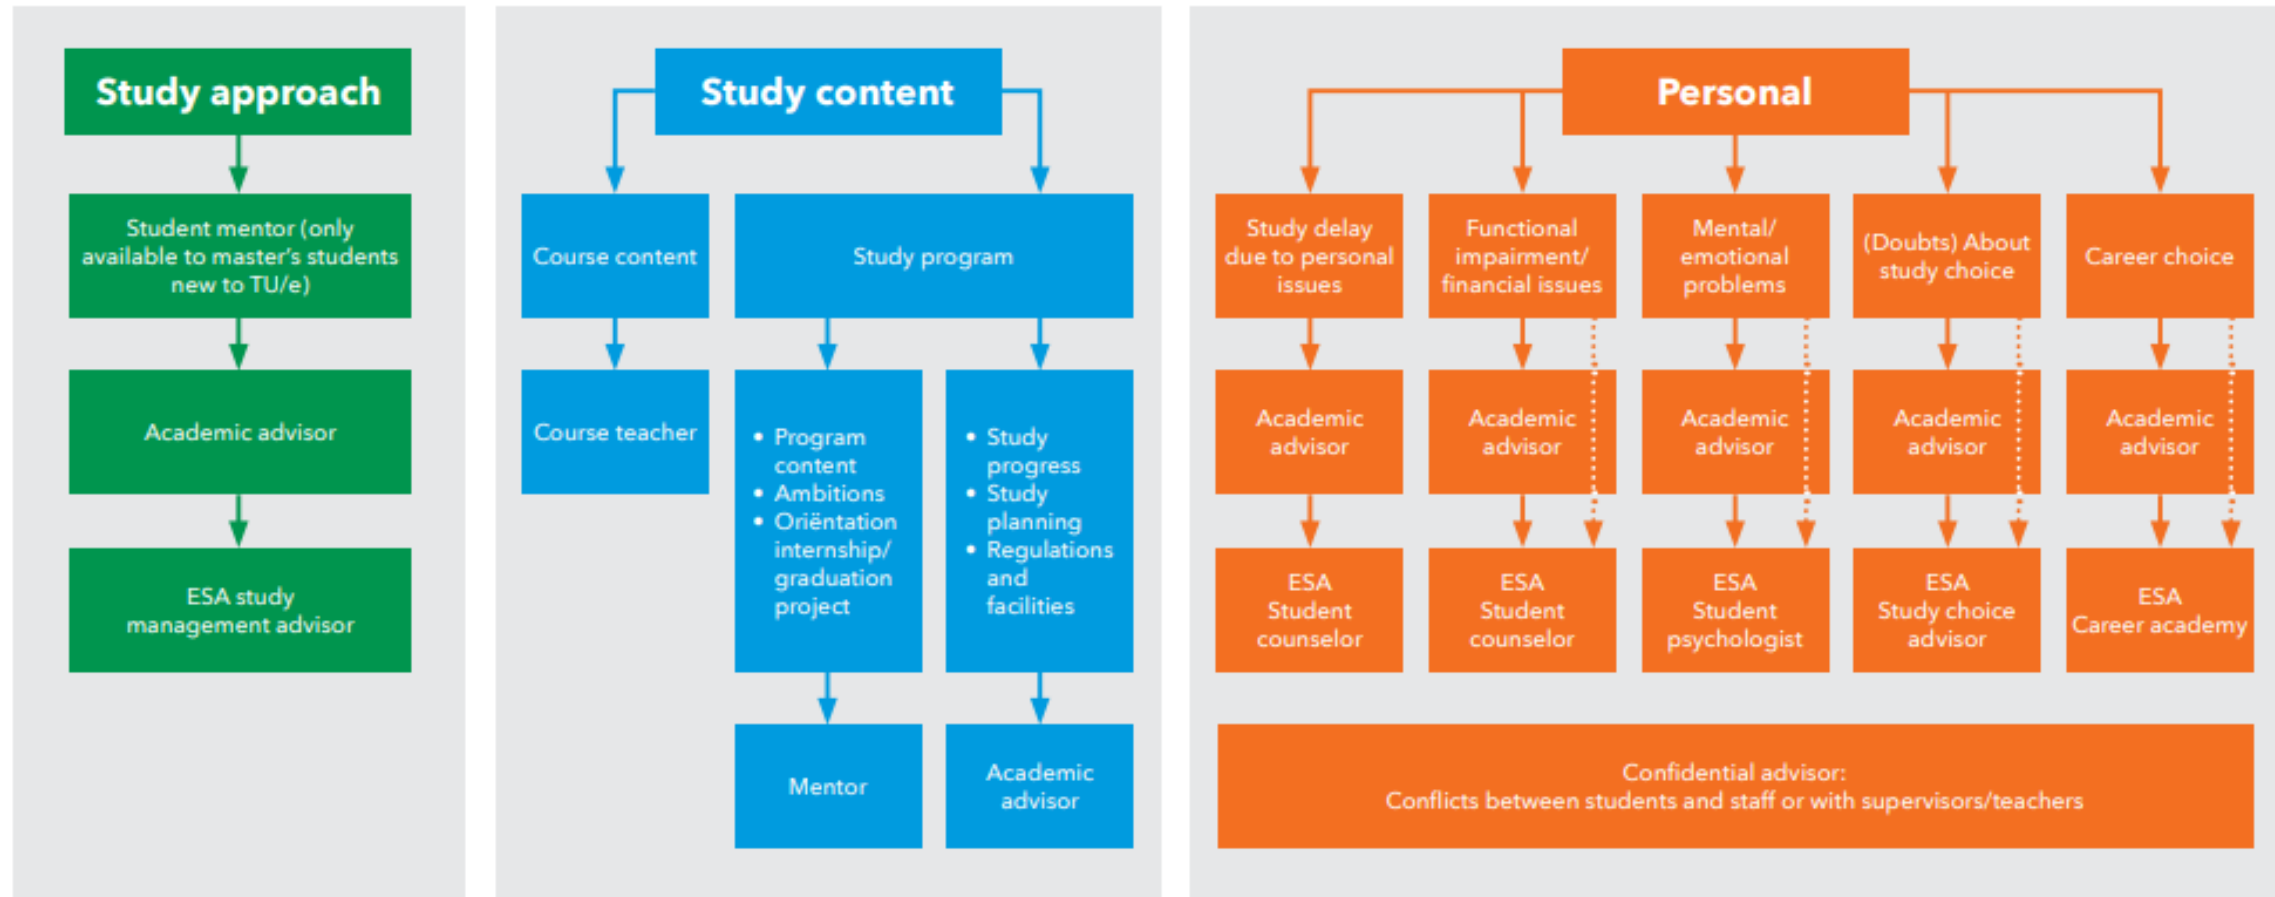 Study approach
Student mentor (only
available to master's students
new to TU/e)
Academic advisor
ESA study
management advisor
Study content
Course content
Course teacher
Study program
• Program
content
• Ambitions
• Oriëntation
internship/
graduation
project
Mentor
• Study
progress
• Study
planning
• Regulations
and
facilities
Academic
advisor
Personal
Study delay
due to personal
issues
Academic
advisor
ESA
Student
counselor
Functional
impairment/
financial issues
Academic
advisor
ESA
Student
counselor
Mental/
emotional
problems
Academic
advisor
ESA
Student
psychologist
(Doubts) About
study choice
Academic
advisor
ESA
Study choice
advisor
Career choice
Academic
advisor
ESA
Career academy
Confidential advisor:
Conflicts between students and staff or with supervisors/teachers